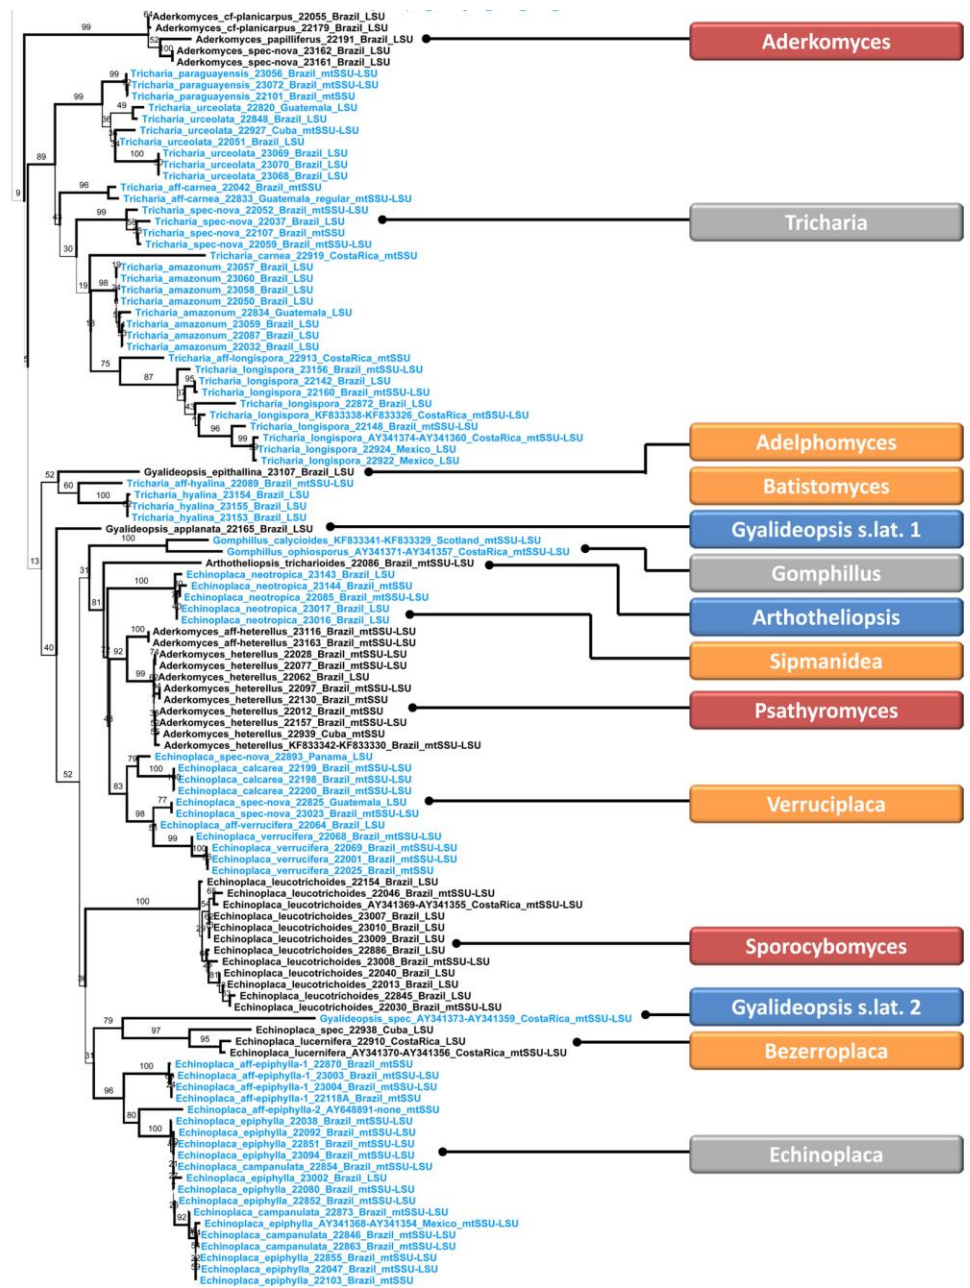 Aderkomyces_cf-planicarpus_22055_Brazil_LSU
Aderkomyces_cf-planicarpus_22179_Brazil_LSU
Aderkomyces_papilliferus_22191_Brazil_LSU
Aderkomyces
Aderkomyces_spec-nova_23162_Brazil_LSU
Aderkomyces_spec-nova_23161_Brazil_LSU
Tricharia_paraguayensis_23056_Brazil_mtSSU-LSU
Tricharia_paraguayensis_23072_Brazil_mtSSU-LSU
Tricharia_paraguayensis_22101_Brazil_mtSSU
Tricharia_urceolata_22820_Guatemala_LSU
Tricharia_urceolata_22848_Brazil_LSU
Tricharia_urceolata_22927_Cuba_mtSSU-LSU
Tricharia_urceolata_22051_Brazil_LSU
Tricharia_urceolata_23069_Brazil_LSU
Tricharia_urceolata_23070_Brazil_LSU
Tricharia_urceolata_23068_Brazil_LSU
Tricharia_aff-carnea_22042_Brazil_mtSSU
Tricharia_aff-carnea_22833_Guatemala_regular_mtSSU-LSU
Tricharia_spec-nova_22052_Brazil_mtSSU-LSU
Tricharia_spec-nova_22037_Brazil_LSU
Tricharia
Tricharia_spec-nova_22107_Brazil_mtSSU
Tricharia_spec-nova_22059_Brazil_mtSSU-LSU
Tricharia_carnea_22919_CostaRica_mtSSU
Tricharia_amazonum_23057_Brazil_LSU
Tricharia_amazonum_23060_Brazil_LSU
Tricharia_amazonum_23058_Brazil_LSU
Tricharia_amazonum_22050_Brazil_LSU
Tricharia_amazonum_22834_Guatemala_LSU
Tricharia_amazonum_23059_Brazil_LSU
Tricharia_amazonum_22087_Brazil_LSU
Tricharia_amazonum_22032_Brazil_LSU
Tricharia_aff-longispora_22913_CostaRica_mtSSU
Tricharia_longispora_23156_Brazil_mtSSU-LSU
Tricharia_longispora_22142_Brazil_LSU
Tricharia_longispora_22160_Brazil_mtSSU-LSU
Tricharia_longispora_22872_Brazil_LSU
Tricharia_longispora_KF833338-KF833326_CostaRica_mtSSU-LSU
Tricharia_longispora_22148_Brazil_mtSSU-LSU
Tricharia_longispora_AY341374-AY341360_CostaRica_mtSSU-LSU
Adelphomyces
Tricharia_longispora_22924_Mexico_LSU
Tricharia_longispora_22922_Mexico_LSU
Gyalideopsis_epithallina_23107_Brazil_LSU
Tricharia_aff-hyalina_22089_Brazil_mtSSU-LSU
Batistomyces
Tricharia_hyalina_23154_Brazil_LSU
Tricharia_hyalina_23155_Brazil_LSU
Tricharia_hyalina_23153_Brazil_LSU
Gyalideopsis_applanata_22165_Brazil_LSU
Gyalideopsis s.lat. 1
Gomphillus_calycioides_KF833341-KF833329_Scotland_mtSSU-LSU
Gomphillus_ophiosporus_AY341371-AY341357_CostaRica_mtSSU-LSU
Arthotheliopsis_tricharioides_22086_Brazil_mtSSU-LSU
Gomphillus
Echinoplaca_neotropica_23143_Brazil_LSU
Echinoplaca_neotropica_23144_Brazil_mtSSU
Echinoplaca_neotropica_22085_Brazil_mtSSU-LSU
Echinoplaca_neotropica_23017_Brazil_LSU
Arthotheliopsis
Echinoplaca_neotropica_23016_Brazil_LSU
Aderkomyces_aff-heterellus_23116_Brazil_mtSSU-LSU
Aderkomyces_aff-heterellus_23163_Brazil_mtSSU-LSU
Aderkomyces_heterellus_22028_Brazil_mtSSU-LSU
Sipmanidea
Aderkomyces_heterellus_22077_Brazil_mtSSU-LSU
Aderkomyces_heterellus_22062_Brazil_LSU
Aderkomyces_heterellus_22097_Brazil_mtSSU-LSU
Aderkomyces_heterellus_22130_Brazil_mtSSU
Aderkomyces_heterellus_22012_Brazil_mtSSU
Psathyromyces
Aderkomyces_heterellus_22157_Brazil_mtSSU-LSU
Aderkomyces_heterellus_22939_Cuba_mtSSU
Aderkomyces_heterellus_KF833342-KF833330_Brazil_mtSSU-LSU
Echinoplaca_spec-nova_22893_Panama_LSU
Echinoplaca_calcarea_22199_Brazil_mtSSU-LSU
Echinoplaca_calcarea_22198_Brazil_mtSSU-LSU
Echinoplaca_calcarea_22200_Brazil_mtSSU-LSU
Echinoplaca_spec-nova_22825_Guatemala_LSU
Verruciplaca
Echinoplaca_spec-nova_23023_Brazil_mtSSU-LSU
Echinoplaca_aff-verrucifera_22064_Brazil_LSU
Echinoplaca_verrucifera_22068_Brazil_mtSSU-LSU
Echinoplaca_verrucifera_22069_Brazil_mtSSU-LSU
Echinoplaca_verrucifera_22001_Brazil_mtSSU-LSU
Echinoplaca_verrucifera_22025_Brazil_mtSSU
Echinoplaca_leucotrichoides_22154_Brazil_LSU
Echinoplaca_leucotrichoides_22046_Brazil_mtSSU-LSU
Echinoplaca_leucotrichoides_AY341369-AY341355_CostaRica_mtSSU-LSU
Echinoplaca_leucotrichoides_23007_Brazil_LSU
Echinoplaca_leucotrichoides_23010_Brazil_LSU
Echinoplaca_leucotrichoides_23009_Brazil_LSU
Sporocybomyces
Echinoplaca_leucotrichoides_22886_Brazil_LSU
Echinoplaca_leucotrichoides_23008_Brazil_mtSSU-LSU
Echinoplaca_leucotrichoides_22040_Brazil_LSU
Echinoplaca_leucotrichoides_22013_Brazil_LSU
Echinoplaca_leucotrichoides_22845_Brazil_LSU
Echinoplaca_leucotrichoides_22030_Brazil_mtSSU-LSU
Gyalideopsis s.lat. 2
Gyalideopsis_spec_AY341373-AY341359_CostaRica_mtSSU-LSU
Echinoplaca_spec_22938_Cuba_LSU
Echinoplaca_lucernifera_22910_CostaRica_LSU
Echinoplaca_lucernifera_AY341370-AY341356_CostaRica_mtSSU-LSU
Bezerroplaca
Echinoplaca_aff-epiphylla-1_22870_Brazil_mtSSU
Echinoplaca_aff-epiphylla-1_23003_Brazil_mtSSU-LSU
Echinoplaca_aff-epiphylla-1_23004_Brazil_LSU
Echinoplaca_aff-epiphylla-1_22118A_Brazil_mtSSU
Echinoplaca_aff-epiphylla-2_AY648891-none_mtSSU
Echinoplaca_epiphylla_22038_Brazil_mtSSU-LSU
Echinoplaca_epiphylla_22092_Brazil_mtSSU-LSU
Echinoplaca_epiphylla_22851_Brazil_mtSSU-LSU
Echinoplaca_epiphylla_23094_Brazil_mtSSU-LSU
Echinoplaca
Echinoplaca_campanulata_22854_Brazil_mtSSU-LSU
Echinoplaca_epiphylla_23002_Brazil_LSU
Echinoplaca_epiphylla_22080_Brazil_mtSSU-LSU
Echinoplaca_epiphylla_22852_Brazil_mtSSU-LSU
Echinoplaca_campanulata_22873_Brazil_mtSSU-LSU
Echinoplaca_epiphylla_AY341368-AY341354_Mexico_mtSSU-LSU
Echinoplaca_campanulata_22846_Brazil_mtSSU-LSU
Echinoplaca_campanulata_22863_Brazil_mtSSU-LSU
Echinoplaca_epiphylla_22855_Brazil_mtSSU-LSU
Echinoplaca_epiphylla_22047_Brazil_mtSSU-LSU
Echinoplaca_epiphylla_22103_Brazil_mtSSU